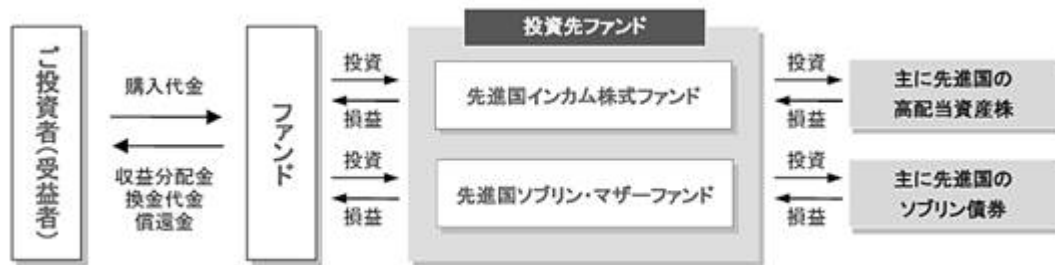 ご投資者(受益者)
購入代金
収益分配金
換金代金
償還金
ファンド
投資
損益
投資
損益
投資先ファンド
先進国インカム株式ファンド
先進国ソブリン・マザーファンド
投資
損益
投資
損益
主に先進国の
高配当資産株
主に先進国の
ソブリン債券